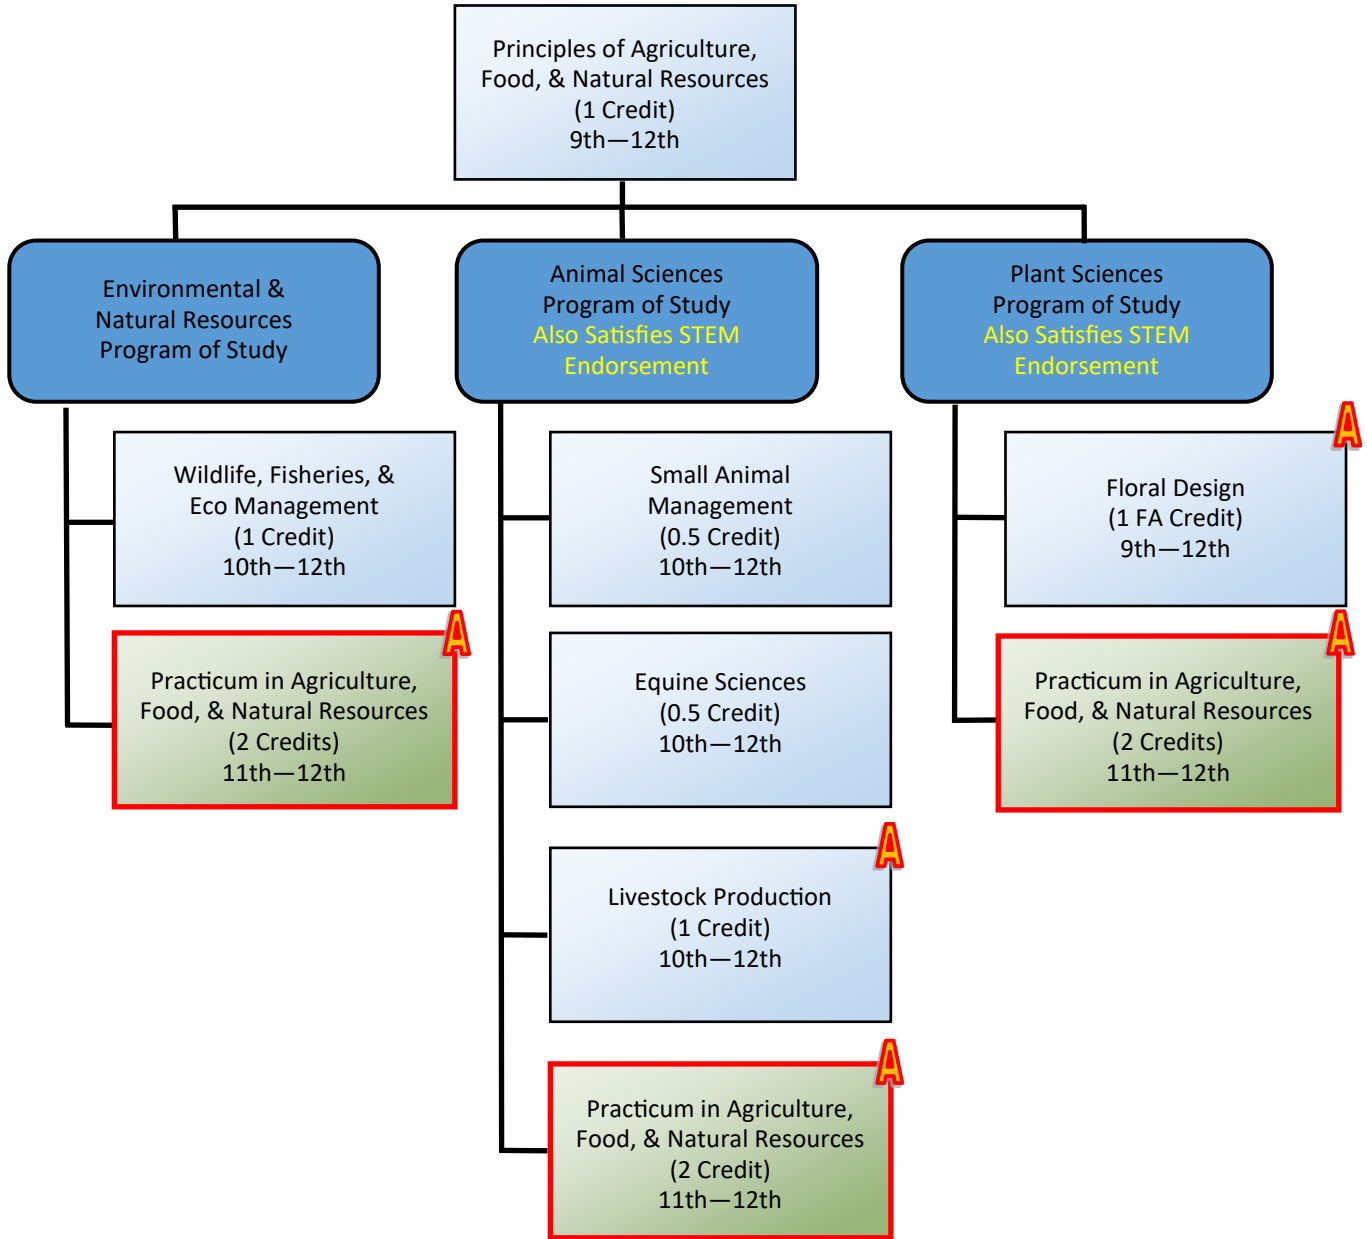 Principles of Agriculture,
Food, & Natural Resources
(1 Credit)
9th—12th
Environmental &
Natural Resources
Program of Study
Animal Sciences
Program of Study
Also Satisfies STEM
Endorsement
Plant Sciences
Program of Study
Also Satisfies STEM
Endorsement
Wildlife, Fisheries, &
Eco Management
(1 Credit)
10th—12th
A
Practicum in Agriculture,
Food, & Natural Resources
(2 Credits)
11th—12th
Small Animal
Management
(0.5 Credit)
10th—12th
Equine Sciences
(0.5 Credit)
10th—12th
A
Livestock Production
(1 Credit)
10th—12th
A
Practicum in Agriculture,
Food, & Natural Resources
(2 Credit)
11th—12th
A
Floral Design
(1 FA Credit)
9th—12th
A
Practicum in Agriculture,
Food, & Natural Resources
(2 Credits)
11th—12th